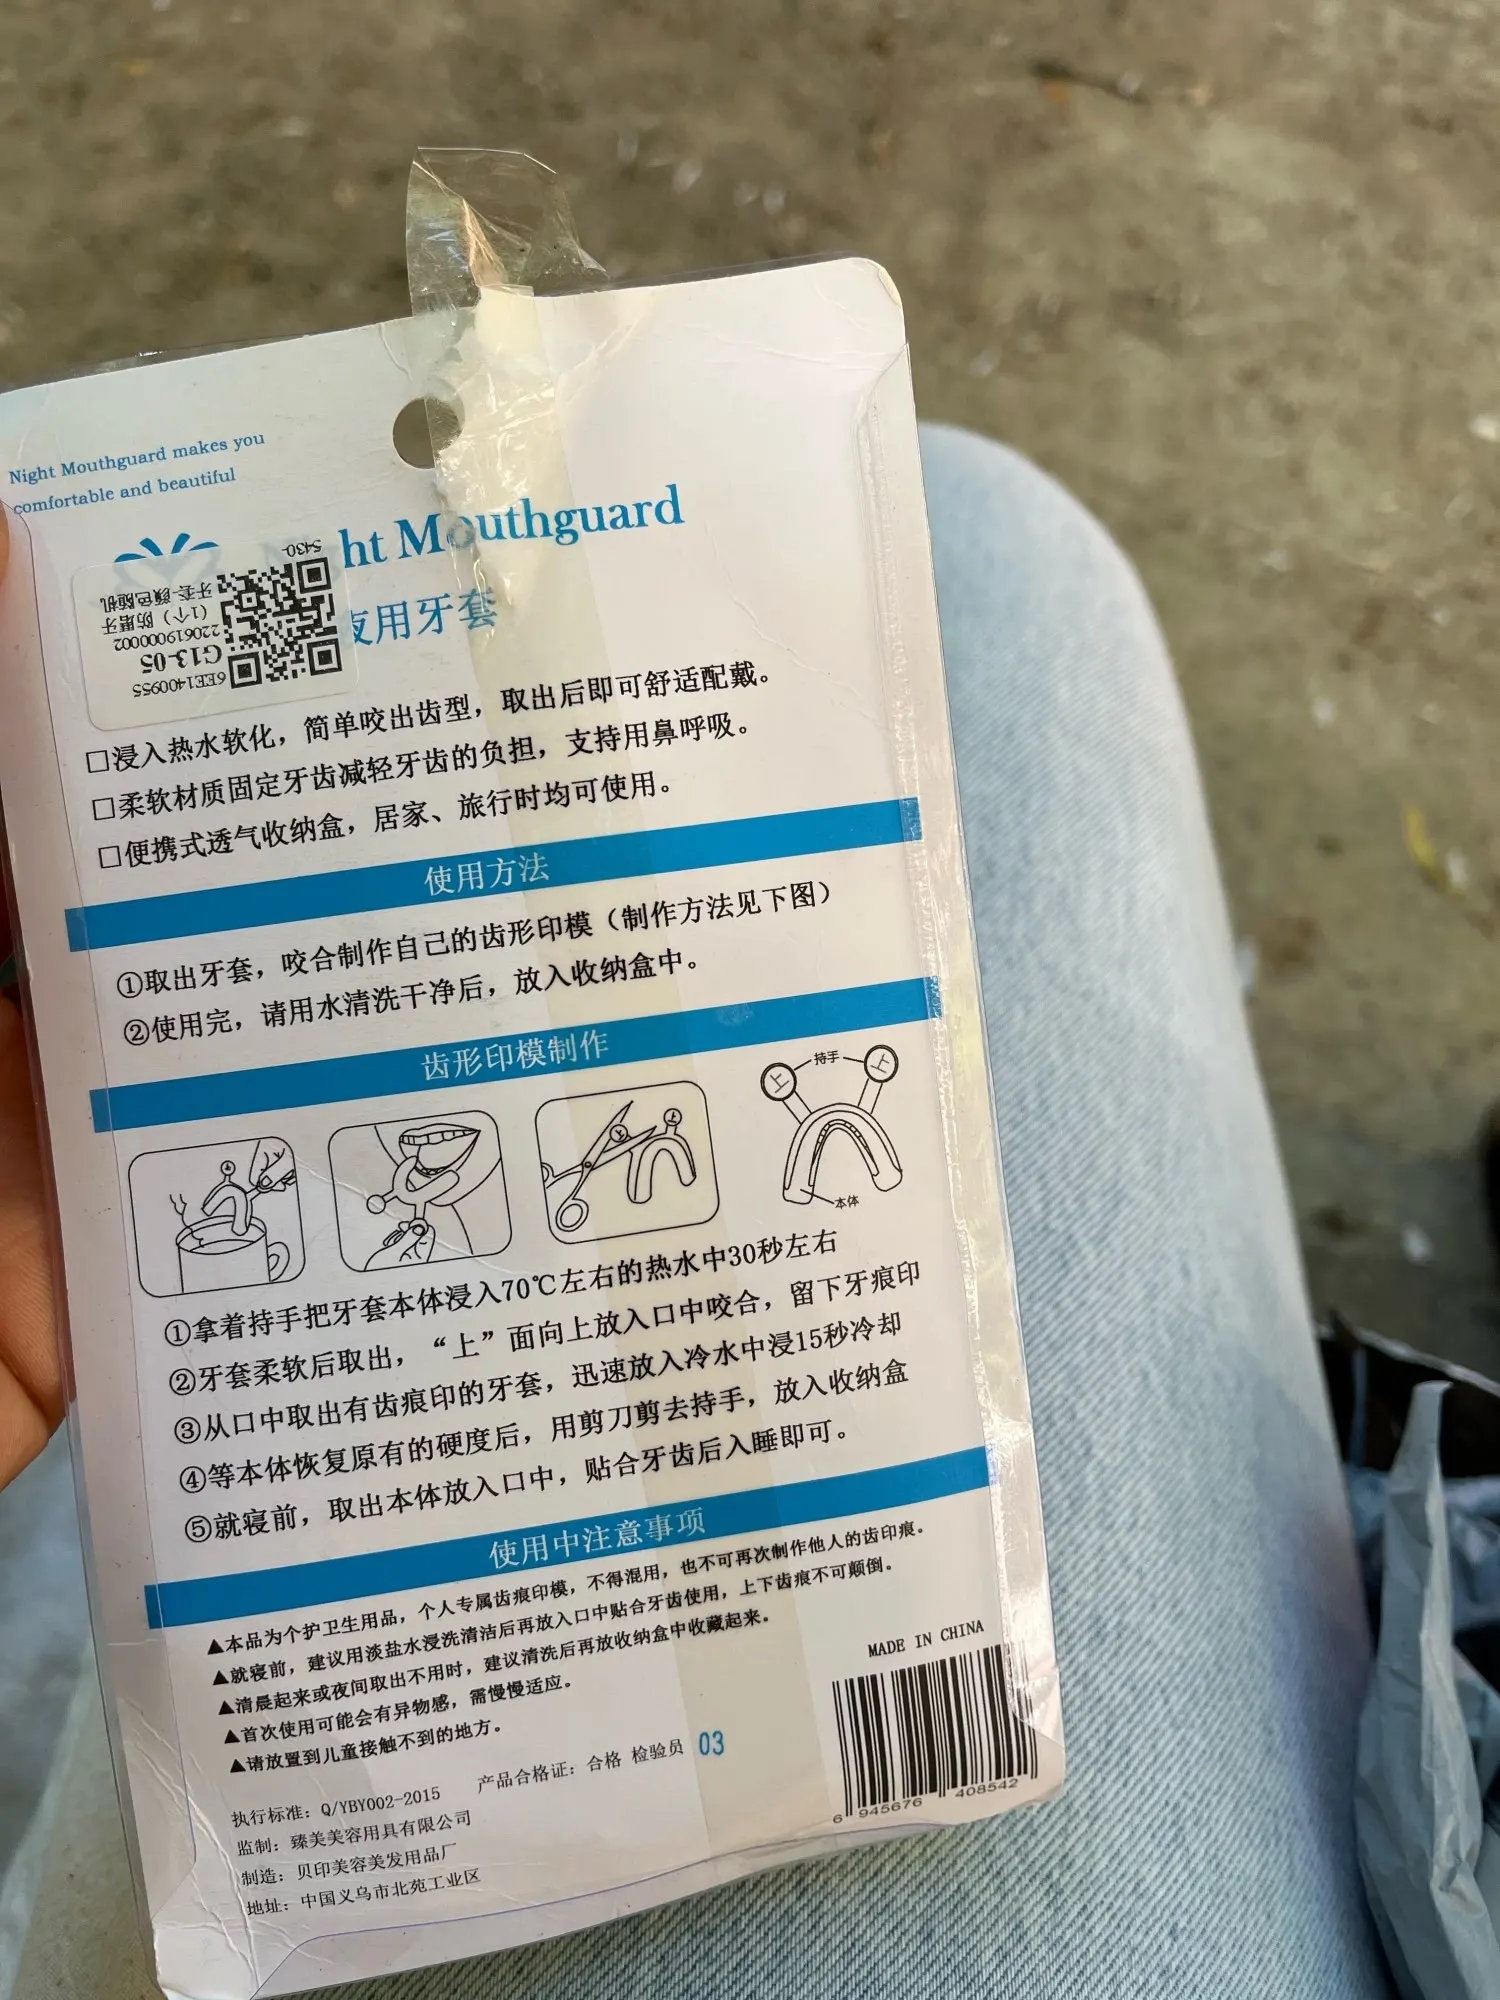 Night Mouthguard makes you
comfortable and beautiful
ht Mouthguard
夜用牙套
5430-
牙套-颜色随机
(1个)防磨牙
220619000002
G13-05
6EE1400955
□浸入热水软化，简单咬出齿型，取出后即可舒适配戴。
□柔软材质固定牙齿减轻牙齿的负担，支持用鼻呼吸。
□便携式透气收纳盒，居家、旅行时均可使用。
使用方法
①取出牙套，咬合制作自己的齿形印模（制作方法见下图）
②使用完，请用水清洗干净后，放入收纳盒中。
齿形印模制作
上 持手 上
本体
①拿着持手把牙套本体浸入70℃左右的热水中30秒左右
②牙套柔软后取出，“上”面向上放入口中咬合，留下牙痕印
③从口中取出有齿痕印的牙套，迅速放入冷水中浸15秒冷却
④等本体恢复原有的硬度后，用剪刀剪去持手，放入收纳盒
⑤就寝前，取出本体放入口中，贴合牙齿后入睡即可。
使用中注意事项
▲本品为个护卫生用品，个人专属齿痕印模，不得混用，也不可再次制作他人的齿印痕。
▲就寝前，建议用淡盐水浸洗清洁后再放入口中贴合牙齿使用，上下齿痕不可颠倒。
▲清晨起来或夜间取出不用时，建议清洗后再放收纳盒中收藏起来。
▲首次使用可能会有异物感，需慢慢适应。
▲请放置到儿童接触不到的地方。
执行标准：Q/YBY002-2015 产品合格证：合格 检验员 03
监制：臻美美容用具有限公司
制造：贝印美容美发用品厂
地址：中国义乌市北苑工业区
MADE IN CHINA
6 945676 408542